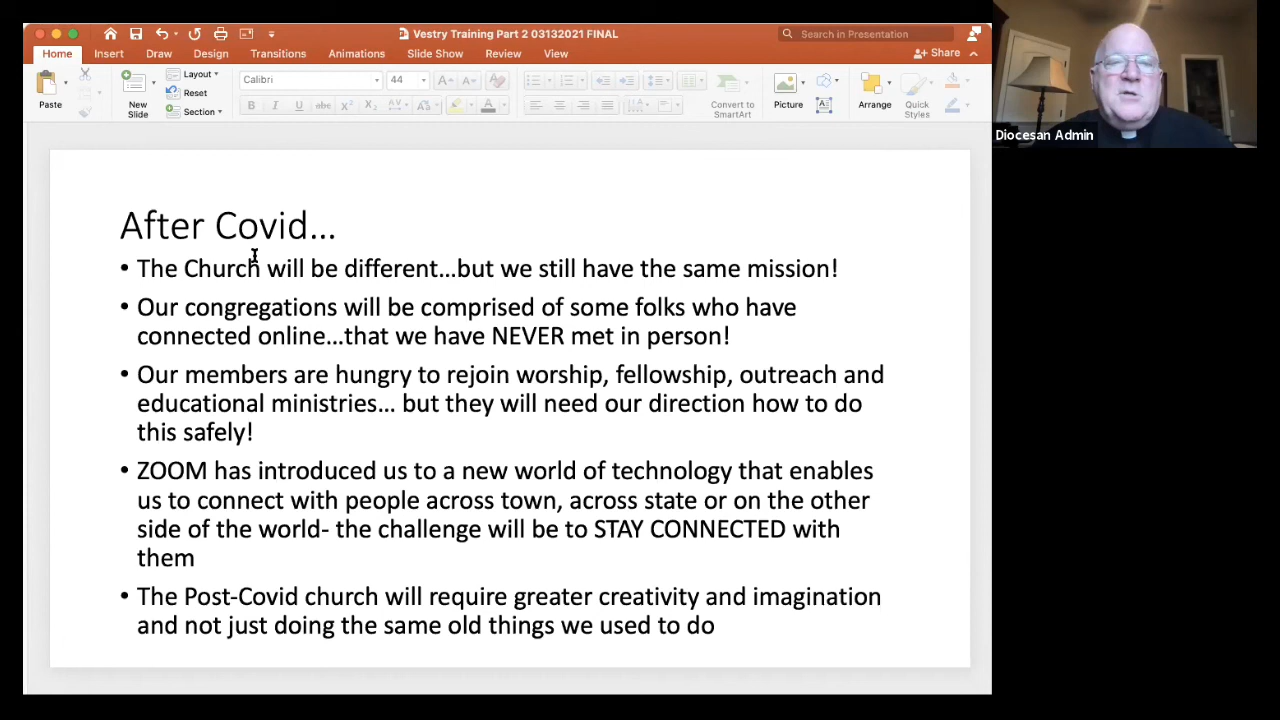 Vestry Training Part 2 03132021 FINAL
Search in Presentation
Home Insert Draw Design Transitions Animations Slide Show Review View
Share
Paste
New
Slide
Layout
Reset
Section
Calibri
44
Convert to
SmartArt
Picture
Arrange
Quick
Styles
Diocesan Admin
After Covid…
• The Church will be different…but we still have the same mission!
• Our congregations will be comprised of some folks who have
connected online…that we have NEVER met in person!
• Our members are hungry to rejoin worship, fellowship, outreach and
educational ministries… but they will need our direction how to do
this safely!
• ZOOM has introduced us to a new world of technology that enables
us to connect with people across town, across state or on the other
side of the world- the challenge will be to STAY CONNECTED with
them
• The Post-Covid church will require greater creativity and imagination
and not just doing the same old things we used to do